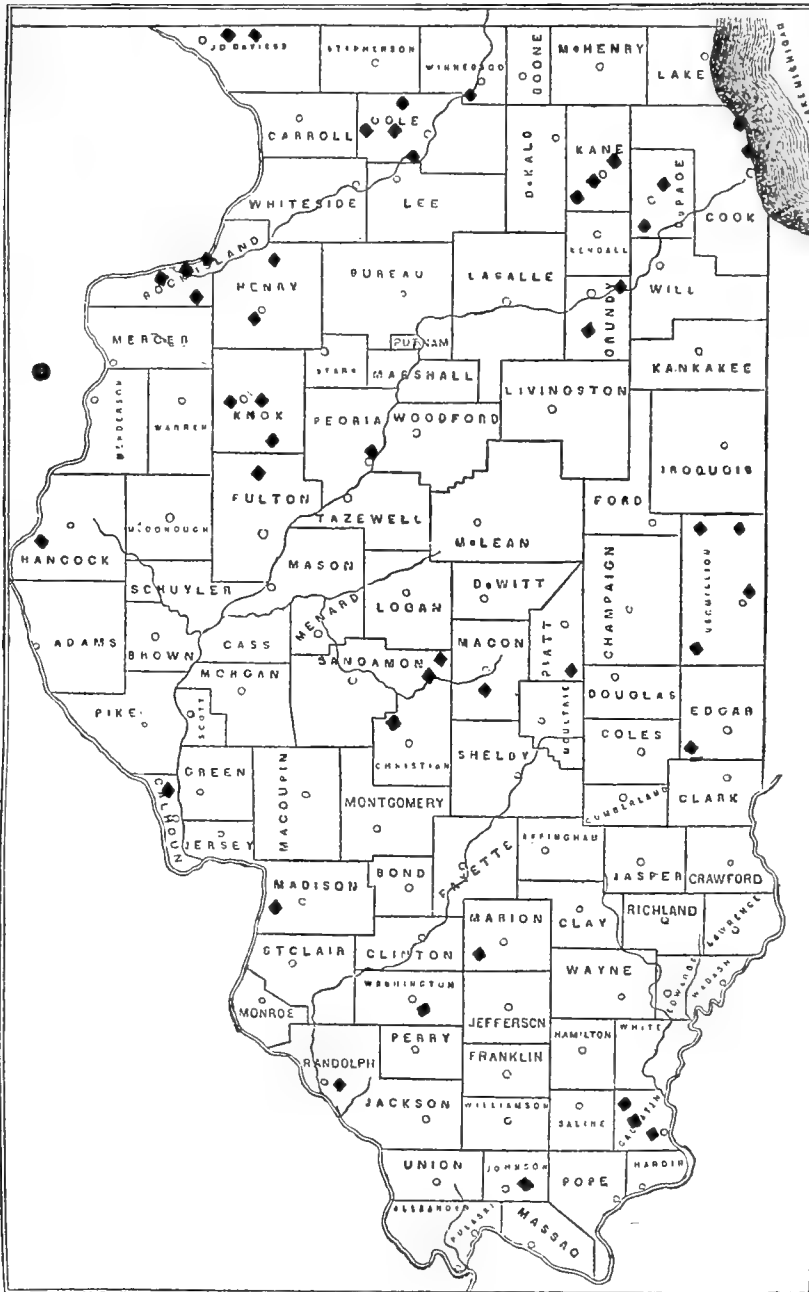 JO DAVIESS
STEPHENSON
WINNEBAGO
BOONE
McHENRY
LAKE
LAKE MICHIGAN
CARROLL
OGLE
DeKALB
KANE
DUPAGE
COOK
WHITESIDE
LEE
KENDALL
ROCK ISLAND
HENRY
BUREAU
LASALLE
GRUNDY
WILL
MERCER
PUTNAM
KANKAKEE
STARK
MARSHALL
LIVINGSTON
HENDERSON
WARREN
KNOX
PEORIA
WOODFORD
IROQUOIS
FULTON
FORD
TAZEWELL
HANCOCK
McDONOUGH
McLEAN
MASON
SCHUYLER
DeWITT
CHAMPAIGN
VERMILLION
LOGAN
MENARD
ADAMS
BROWN
CASS
MACON
PIATT
SANGAMON
MORGAN
DOUGLAS
PIKE
SCOTT
MOULTRIE
EDGAR
COLES
SHELBY
CHRISTIAN
GREEN
MACOUPIN
CALHOUN
MONTGOMERY
CUMBERLAND
CLARK
JERSEY
FAYETTE
EFFINGHAM
JASPER
CRAWFORD
BOND
MADISON
MARION
CLAY
RICHLAND
LAWRENCE
ST CLAIR
CLINTON
WAYNE
EDWARDS
WABASH
WASHINGTON
MONROE
JEFFERSON
WHITE
HAMILTON
PERRY
RANDOLPH
FRANKLIN
JACKSON
WILLIAMSON
SALINE
GALLATIN
UNION
JOHNSON
POPE
HARDIN
ALEXANDER
PULASKI
MASSAC